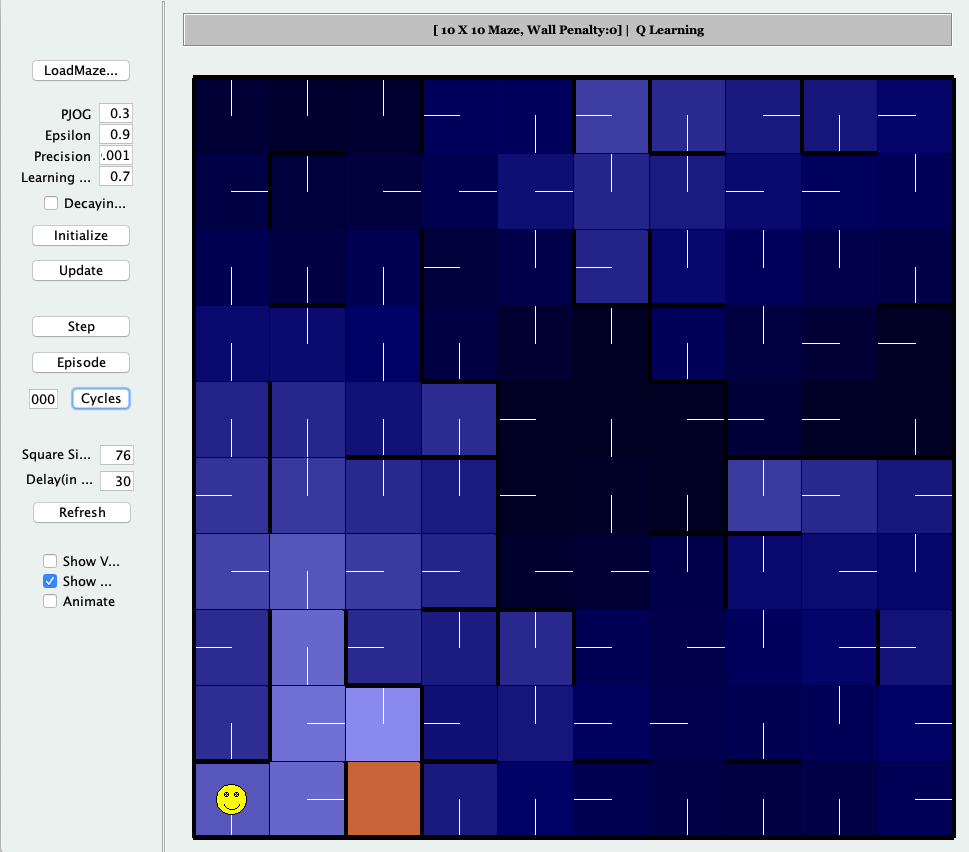 [ 10 X 10 Maze, Wall Penalty:0] | Q Learning
LoadMaze...
PJOG 0.3
Epsilon 0.9
Precision .001
Learning ... 0.7
Decayin...
Initialize
Update
Step
Episode
000 Cycles
Square Si... 76
Delay(in ... 30
Refresh
Show V...
Show ...
Animate